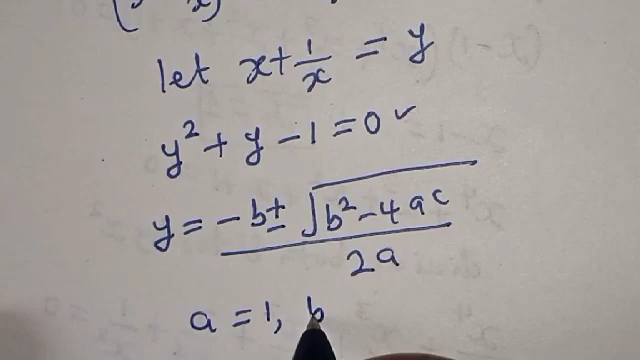 let x + 1/x = y
y² + y − 1 = 0 ✓
y = −b ± √(b² − 4ac) / 2a
a = 1, b